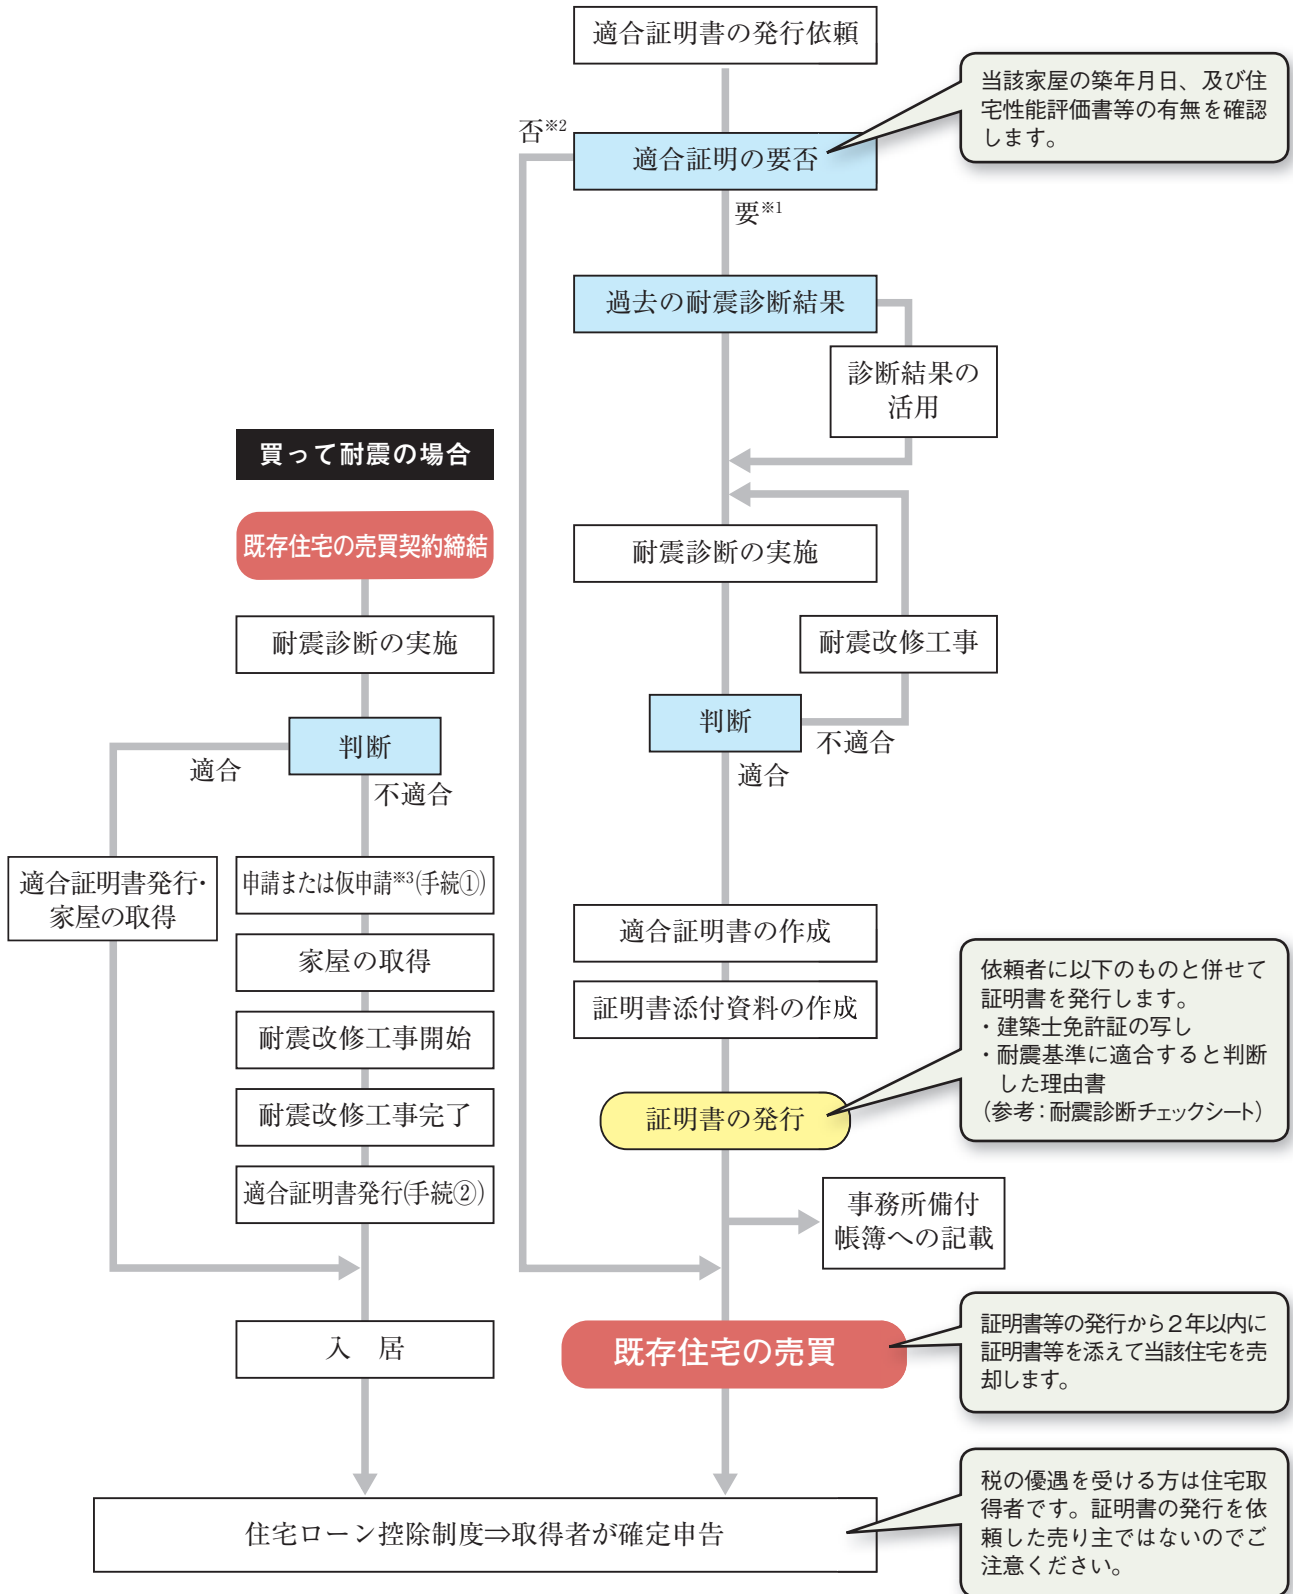 適合証明書の発行依頼
当該家屋の築年月日、及び住
宅性能評価書等の有無を確認
します。
否※2
適合証明の要否
要※1
過去の耐震診断結果
診断結果の
活用
買って耐震の場合
既存住宅の売買契約締結
耐震診断の実施
耐震診断の実施
耐震改修工事
判断
不適合
適合
判断
適合
不適合
適合証明書発行・
家屋の取得
申請または仮申請※3(手続①)
家屋の取得
耐震改修工事開始
耐震改修工事完了
適合証明書発行(手続②)
適合証明書の作成
証明書添付資料の作成
証明書の発行
依頼者に以下のものと併せて
証明書を発行します。
・建築士免許証の写し
・耐震基準に適合すると判断
した理由書
(参考：耐震診断チェックシート)
事務所備付
帳簿への記載
入 居
既存住宅の売買
証明書等の発行から２年以内に
証明書等を添えて当該住宅を売
却します。
住宅ローン控除制度⇒取得者が確定申告
税の優遇を受ける方は住宅取
得者です。証明書の発行を依
頼した売り主ではないのでご
注意ください。